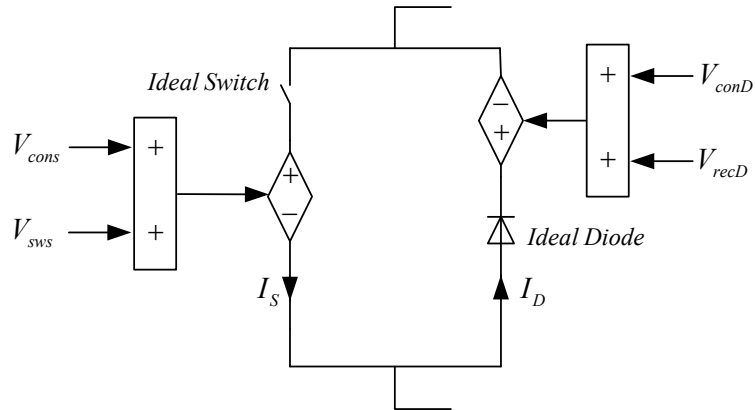 Ideal Switch
V_cons
+
V_sws
+
+
−
I_S
−
+
+
V_conD
+
V_recD
Ideal Diode
I_D